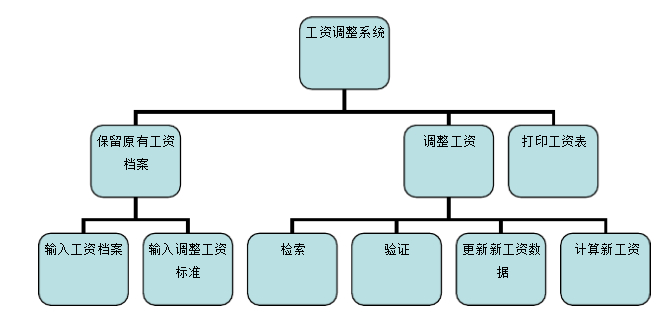 工资调整系统
保留原有工资
档案
调整工资
打印工资表
输入工资档案
输入调整工资
标准
检索
验证
更新新工资数
据
计算新工资